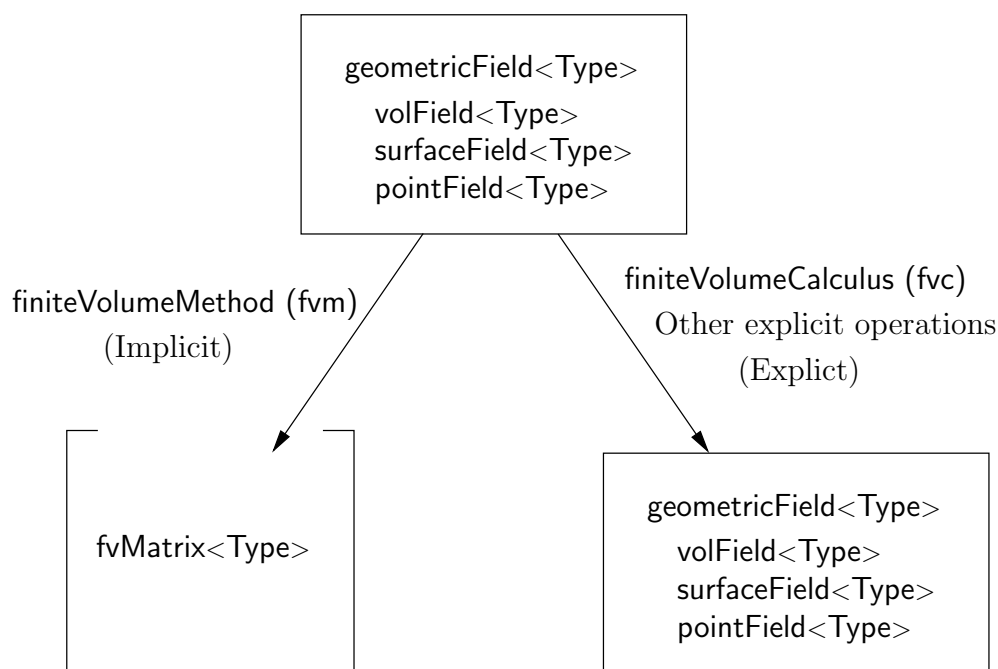 geometricField<Type>
volField<Type>
surfaceField<Type>
pointField<Type>
finiteVolumeMethod (fvm)
(Implicit)
finiteVolumeCalculus (fvc)
Other explicit operations
(Explict)
fvMatrix<Type>
geometricField<Type>
volField<Type>
surfaceField<Type>
pointField<Type>